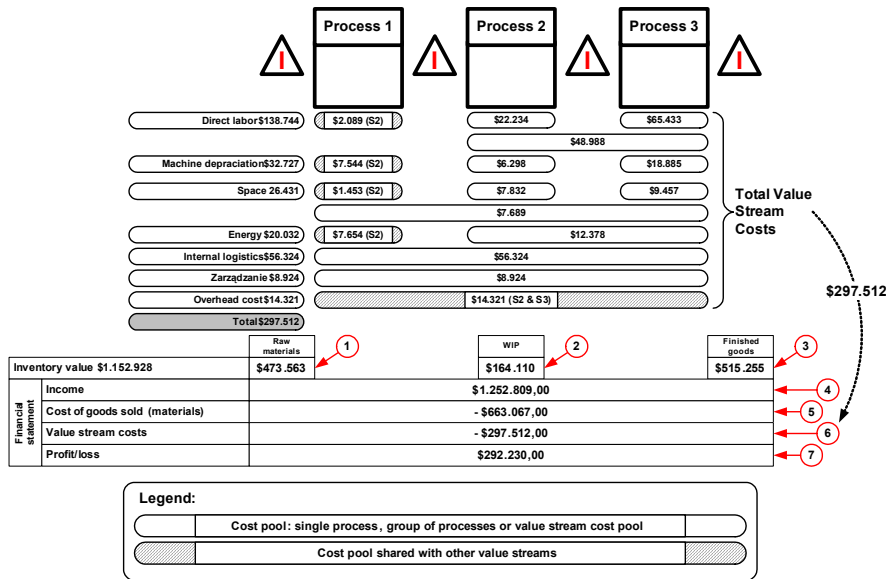 Process 1
Process 2
Process 3
I
I
I
I
Direct labor $138.744
$2.089 (S2)
$22.234
$65.433
$48.988
Machine depraciation $32.727
$7.544 (S2)
$6.298
$18.885
Space 26.431
$1.453 (S2)
$7.832
$9.457
$7.689
Energy $20.032
$7.654 (S2)
$12.378
Internal logistics $56.324
$56.324
Zarządzanie $8.924
$8.924
Overhead cost $14.321
$14.321 (S2 & S3)
Total $297.512
Total Value
Stream
Costs
$297.512
Raw
materials
1
WIP
2
Finished
goods
3
Inventory value $1.152.928
$473.563
$164.110
$515.255
Financial
statement
Income
$1.252.809,00
4
Cost of goods sold (materials)
- $663.067,00
5
Value stream costs
- $297.512,00
6
Profit/loss
$292.230,00
7
Legend:
Cost pool: single process, group of processes or value stream cost pool
Cost pool shared with other value streams